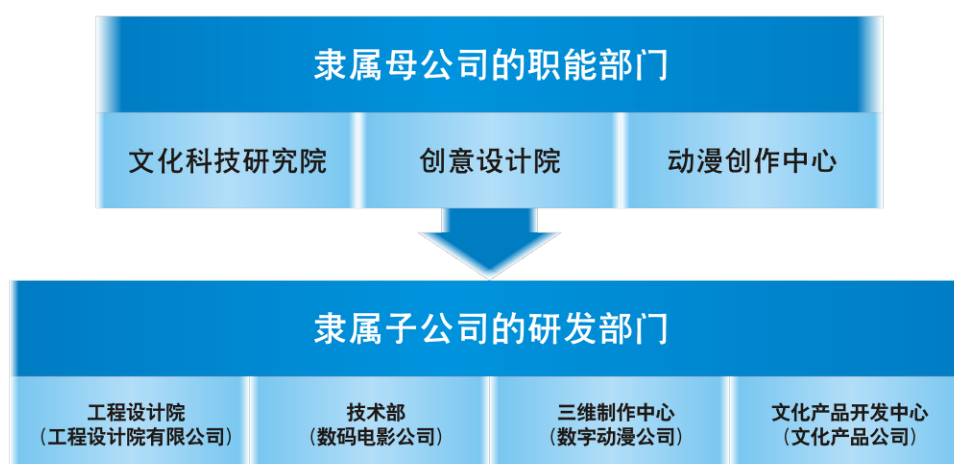 隶属母公司的职能部门
文化科技研究院 创意设计院 动漫创作中心
隶属子公司的研发部门
工程设计院
（工程设计院有限公司）
技术部
（数码电影公司）
三维制作中心
（数字动漫公司）
文化产品开发中心
（文化产品公司）